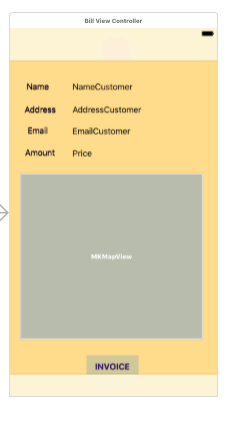 Bill View Controller
Name NameCustomer
Address AddressCustomer
Email EmailCustomer
Amount Price
MKMapView
INVOICE